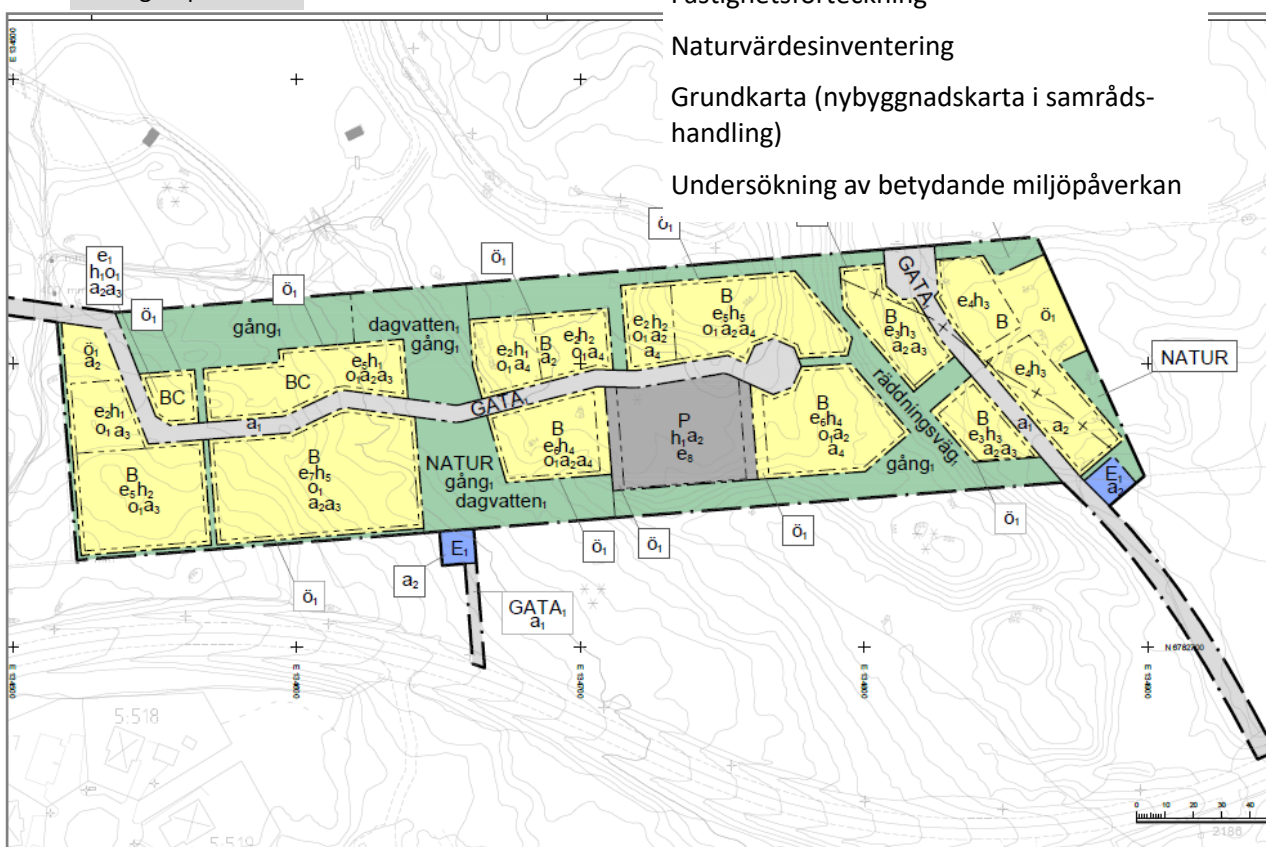 Naturvärdesinventering
Grundkarta (nybyggnadskarta i samråds-
handling)
Undersökning av betydande miljöpåverkan
ö₁
e₁
h₁o₁
a₂a₃
ö₁
ö₁
ö₁
gång₁
dagvatten₁
gång₁
GATA₁
B
e₅h₅
o₁a₂a₄
e₂h₂
o₁a₂
a₄
e₄h₃
B
ö₁
NATUR
ö₁
a₂
e₂h₁
o₁a₄
B
a₂
e₂h₂
o₁a₄
B
e₃h₃
a₂a₃
BC
BC
e₅h₁
o₁a₂a₃
e₄h₃
e₂h₁
o₁a₃
a₁
GATA₁
räddningsväg₁
a₁
a₂
B
e₆h₄
o₁a₂a₄
P
h₁a₂
e₈
B
e₆h₄
o₁a₂
a₄
B
e₃h₃
a₂a₃
B
e₅h₂
o₁a₃
B
e₇h₅
o₁
a₂a₃
NATUR
gång₁
dagvatten₁
gång₁
E₁
a₂
E₁
ö₁
ö₁
ö₁
ö₁
a₂
ö₁
GATA₁
a₁
N 6782700
5:518
0 10 20 30 40
2186
5:519